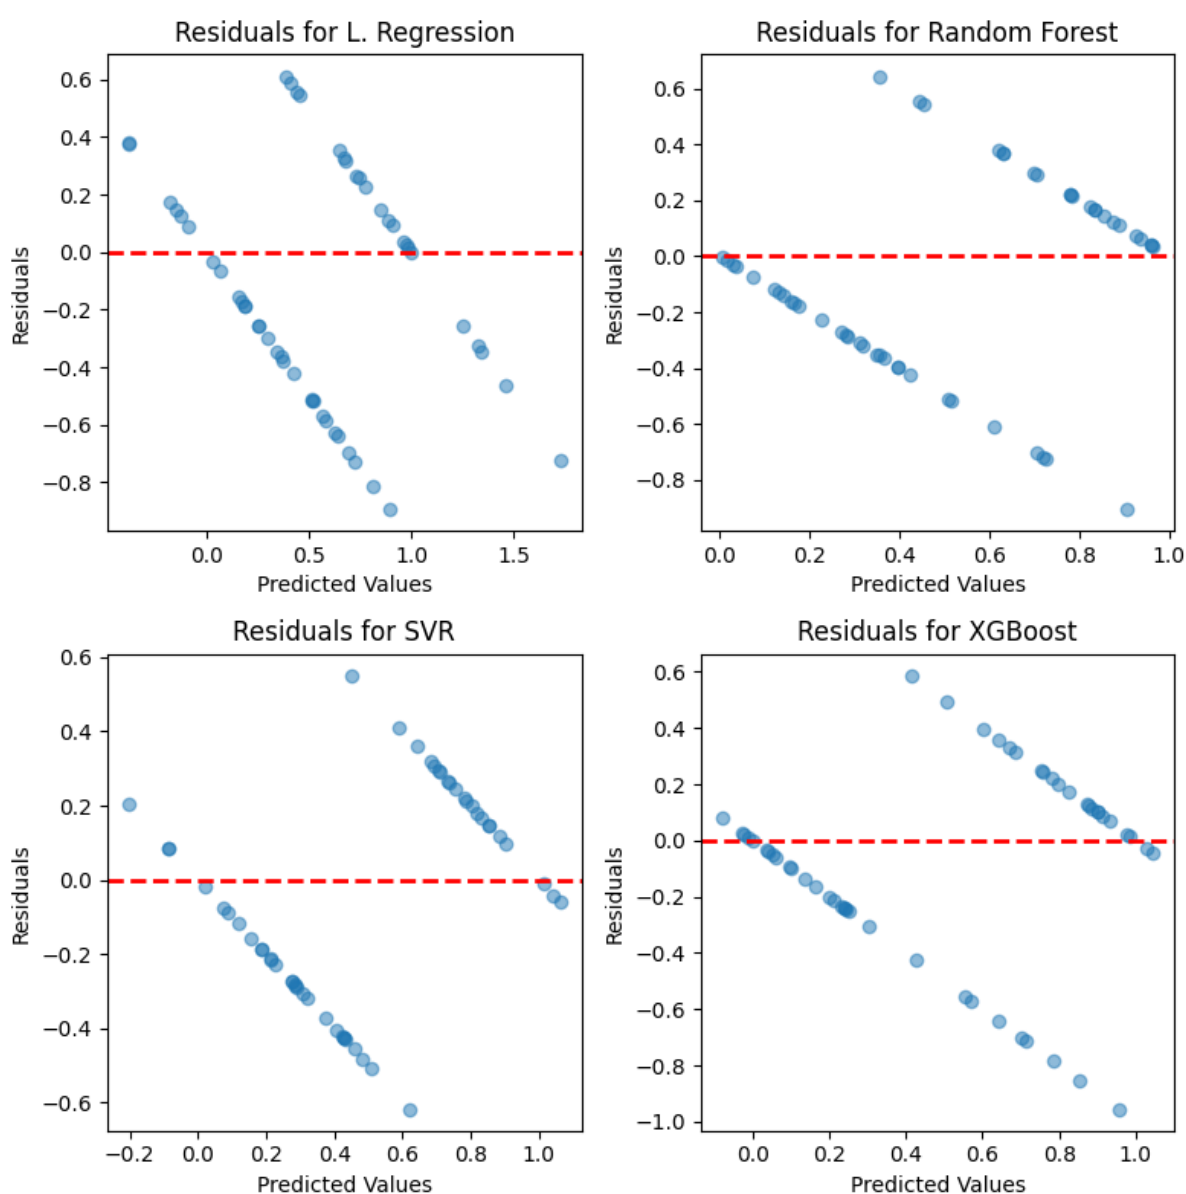 Residuals for L. Regression
0.6
0.4
0.2
0.0
−0.2
−0.4
−0.6
−0.8
Residuals
0.0 0.5 1.0 1.5
Predicted Values
Residuals for Random Forest
0.6
0.4
0.2
0.0
−0.2
−0.4
−0.6
−0.8
Residuals
0.0 0.2 0.4 0.6 0.8 1.0
Predicted Values
Residuals for SVR
0.6
0.4
0.2
0.0
−0.2
−0.4
−0.6
Residuals
−0.2 0.0 0.2 0.4 0.6 0.8 1.0
Predicted Values
Residuals for XGBoost
0.6
0.4
0.2
0.0
−0.2
−0.4
−0.6
−0.8
−1.0
Residuals
0.0 0.2 0.4 0.6 0.8 1.0
Predicted Values